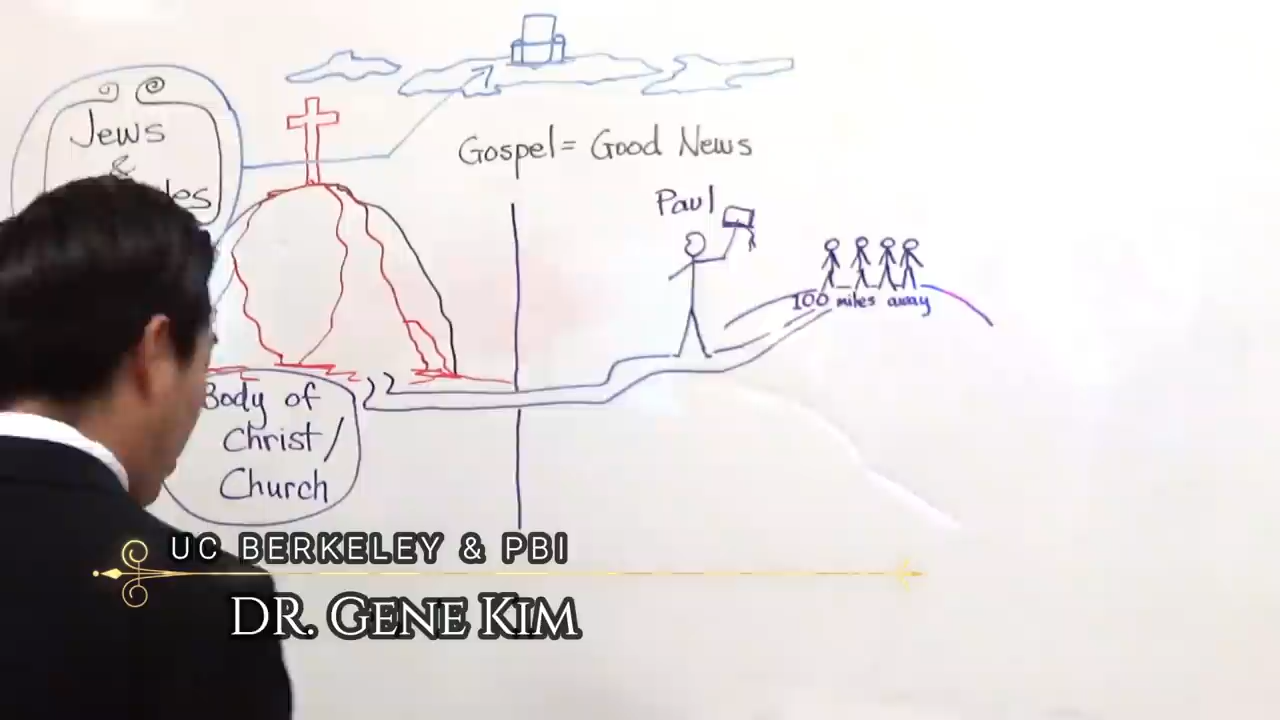 Jews
&
Gospel= Good News
Paul
100 miles away
Body of
Christ/
Church
UC BERKELEY & PBI
DR. GENE KIM